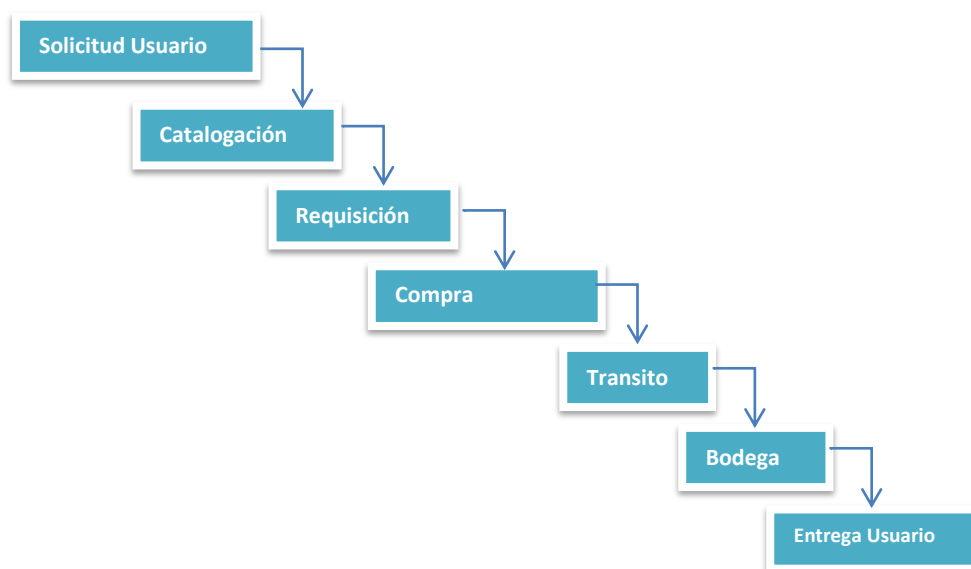 Solicitud Usuario
Catalogación
Requisición
Compra
Transito
Bodega
Entrega Usuario